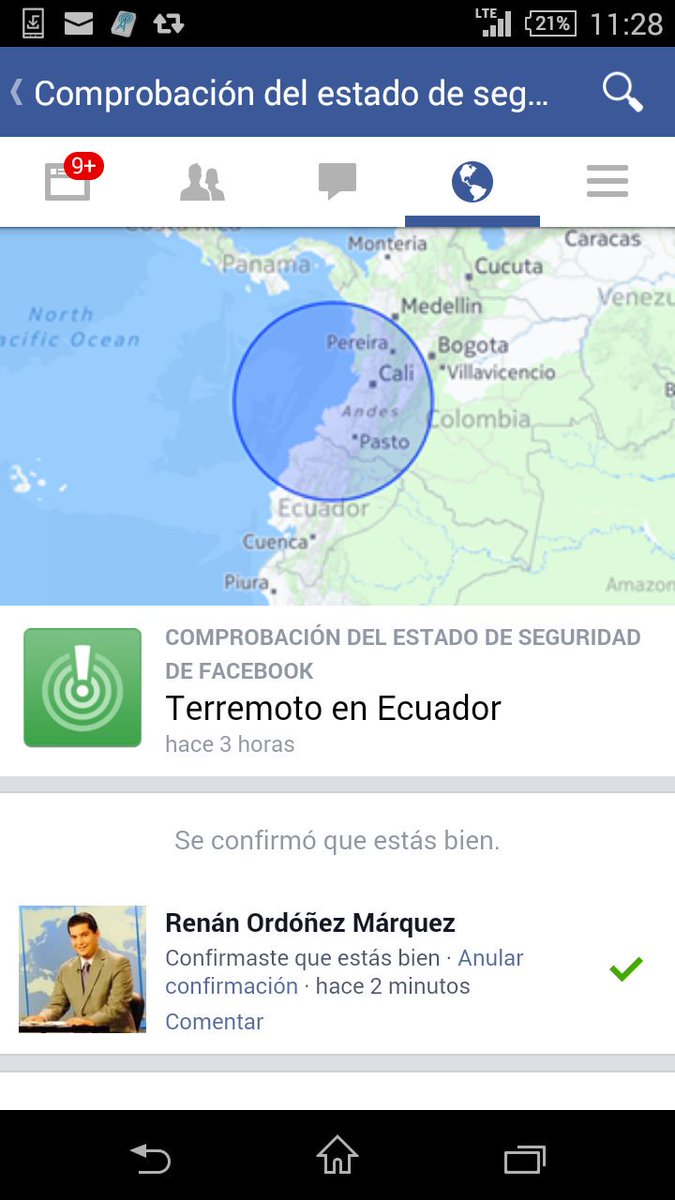 LTE 21% 11:28
Comprobación del estado de seg...
9+
Monteria
Caracas
Panama
Cucuta
North
Medellin
Venezu
acific Ocean
Pereira
Bogota
Cali
Villavicencio
Andes
Colombia
Pasto
Ecuador
Cuenca
Piura
Amazon
COMPROBACIÓN DEL ESTADO DE SEGURIDAD
DE FACEBOOK
Terremoto en Ecuador
hace 3 horas
Se confirmó que estás bien.
Renán Ordóñez Márquez
Confirmaste que estás bien · Anular
confirmación · hace 2 minutos
Comentar